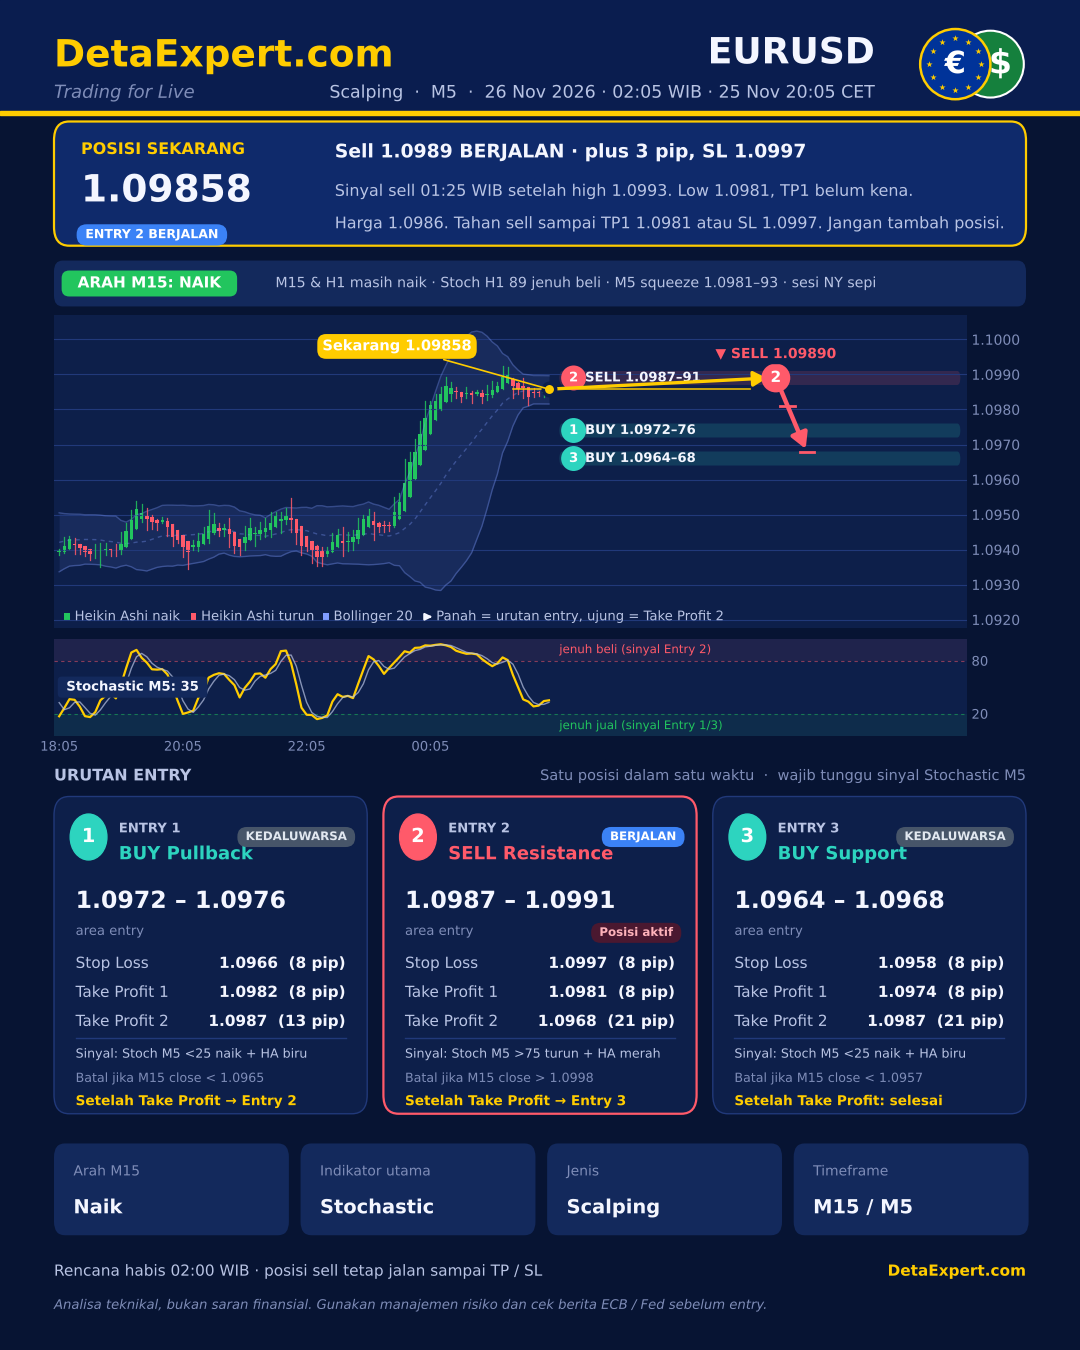 DetaExpert.com
Trading for Live
EURUSD
Scalping · M5 · 26 Nov 2026 · 02:05 WIB · 25 Nov 20:05 CET
€ $
POSISI SEKARANG
1.09858
ENTRY 2 BERJALAN
Sell 1.0989 BERJALAN · plus 3 pip, SL 1.0997
Sinyal sell 01:25 WIB setelah high 1.0993. Low 1.0981, TP1 belum kena.
Harga 1.0986. Tahan sell sampai TP1 1.0981 atau SL 1.0997. Jangan tambah posisi.
ARAH M15: NAIK
M15 & H1 masih naik · Stoch H1 89 jenuh beli · M5 squeeze 1.0981–93 · sesi NY sepi
Sekarang 1.09858
▼ SELL 1.09890
2 SELL 1.0987–91
2
1 BUY 1.0972–76
3 BUY 1.0964–68
1.1000
1.0990
1.0980
1.0970
1.0960
1.0950
1.0940
1.0930
1.0920
Heikin Ashi naik Heikin Ashi turun Bollinger 20 Panah = urutan entry, ujung = Take Profit 2
jenuh beli (sinyal Entry 2)
80
Stochastic M5: 35
20
jenuh jual (sinyal Entry 1/3)
18:05 20:05 22:05 00:05
URUTAN ENTRY
Satu posisi dalam satu waktu · wajib tunggu sinyal Stochastic M5
1
ENTRY 1
KEDALUWARSA
BUY Pullback
1.0972 – 1.0976
area entry
Stop Loss 1.0966 (8 pip)
Take Profit 1 1.0982 (8 pip)
Take Profit 2 1.0987 (13 pip)
Sinyal: Stoch M5 <25 naik + HA biru
Batal jika M15 close < 1.0965
Setelah Take Profit → Entry 2
2
ENTRY 2
BERJALAN
SELL Resistance
1.0987 – 1.0991
area entry
Posisi aktif
Stop Loss 1.0997 (8 pip)
Take Profit 1 1.0981 (8 pip)
Take Profit 2 1.0968 (21 pip)
Sinyal: Stoch M5 >75 turun + HA merah
Batal jika M15 close > 1.0998
Setelah Take Profit → Entry 3
3
ENTRY 3
KEDALUWARSA
BUY Support
1.0964 – 1.0968
area entry
Stop Loss 1.0958 (8 pip)
Take Profit 1 1.0974 (8 pip)
Take Profit 2 1.0987 (21 pip)
Sinyal: Stoch M5 <25 naik + HA biru
Batal jika M15 close < 1.0957
Setelah Take Profit: selesai
Arah M15
Naik
Indikator utama
Stochastic
Jenis
Scalping
Timeframe
M15 / M5
Rencana habis 02:00 WIB · posisi sell tetap jalan sampai TP / SL
DetaExpert.com
Analisa teknikal, bukan saran finansial. Gunakan manajemen risiko dan cek berita ECB / Fed sebelum entry.